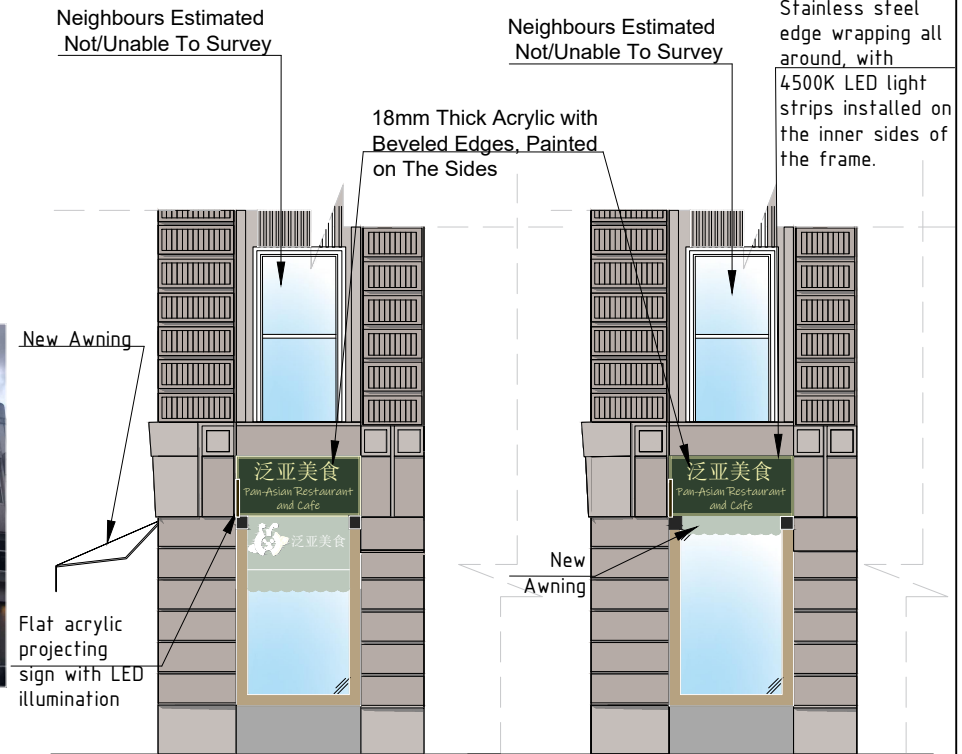 Neighbours Estimated
Not/Unable To Survey
Neighbours Estimated
Not/Unable To Survey
Stainless steel
edge wrapping all
around, with
4500K LED light
strips installed on
the inner sides of
the frame.
18mm Thick Acrylic with
Beveled Edges, Painted
on The Sides
New Awning
泛亚美食
Pan-Asian Restaurant
and Cafe
泛亚美食
泛亚美食
Pan-Asian Restaurant
and Cafe
New
Awning
Flat acrylic
projecting
sign with LED
illumination